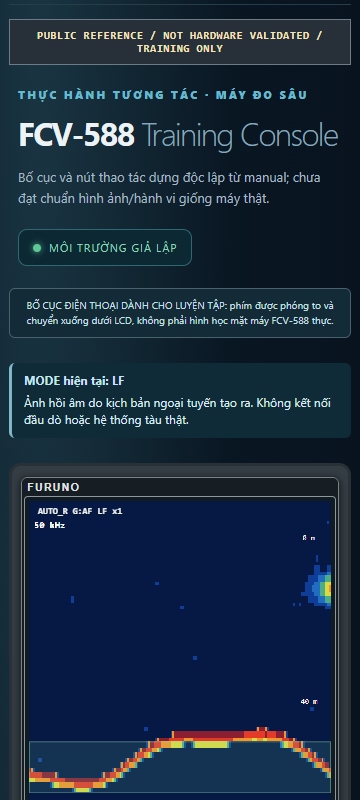 PUBLIC REFERENCE / NOT HARDWARE VALIDATED /
TRAINING ONLY
THỰC HÀNH TƯƠNG TÁC · MÁY ĐO SÂU
FCV-588 Training Console
Bố cục và nút thao tác dựng độc lập từ manual; chưa
đạt chuẩn hình ảnh/hành vi giống máy thật.
MÔI TRƯỜNG GIẢ LẬP
BỐ CỤC ĐIỆN THOẠI DÀNH CHO LUYỆN TẬP: phím được phóng to và
chuyển xuống dưới LCD, không phải hình học mặt máy FCV-588 thực.
MODE hiện tại: LF
Ảnh hồi âm do kịch bản ngoại tuyến tạo ra. Không kết nối
đầu dò hoặc hệ thống tàu thật.
FURUNO
AUTO_R G:AF LF x1
50 kHz
0 m
40 m